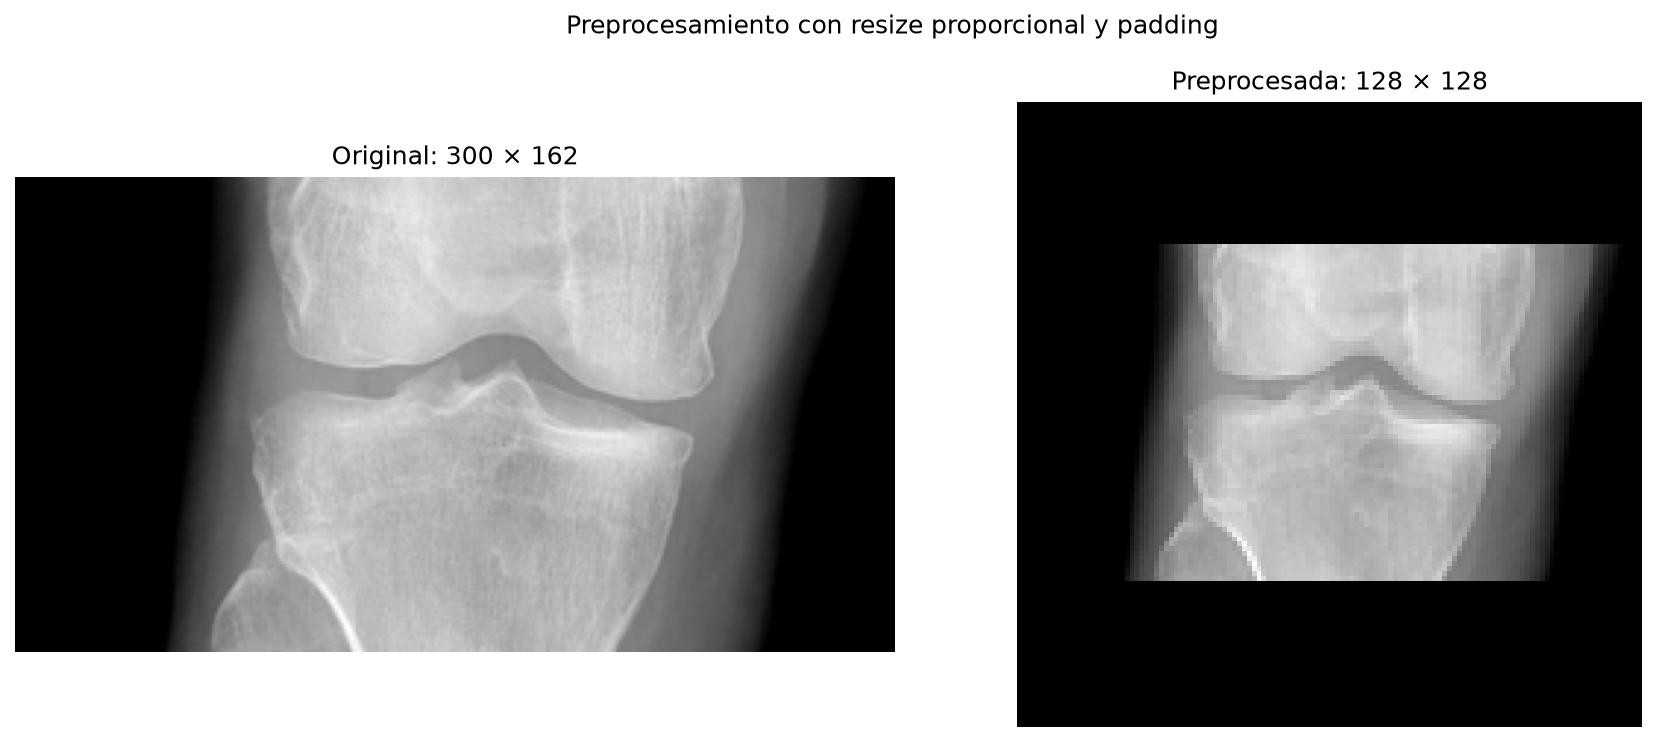 Preprocesamiento con resize proporcional y padding
Original: 300 × 162
Preprocesada: 128 × 128